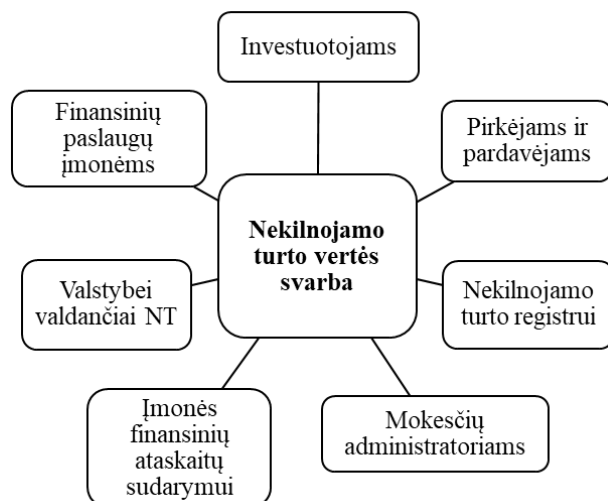 Investuotojams
Finansinių
paslaugų
įmonėms
Pirkėjams ir
pardavėjams
Nekilnojamo
turto vertės
svarba
Valstybei
valdančiai NT
Nekilnojamo
turto registrui
Įmonės
finansinių
ataskaitų
sudarymui
Mokesčių
administratoriams